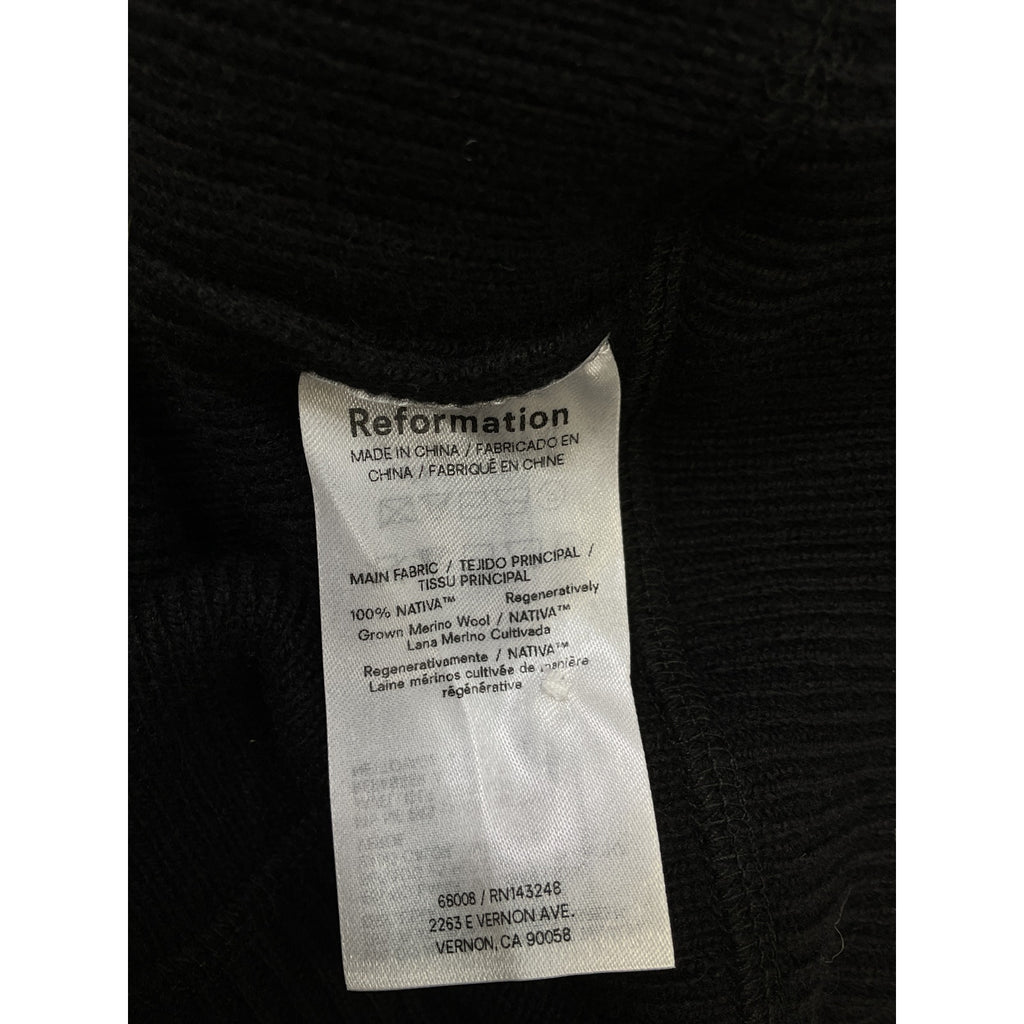 Reformation
MADE IN CHINA / FABRICADO EN
CHINA / FABRIQUÉ EN CHINE
MAIN FABRIC / TEJIDO PRINCIPAL /
TISSU PRINCIPAL
100% NATIVA™ Regeneratively
Grown Merino Wool / NATIVA™
Lana Merino Cultivada
Regenerativamente / NATIVA™
Laine mérinos cultivée de manière
régénérative
68008 / RN143248
2263 E VERNON AVE.
VERNON, CA 90058